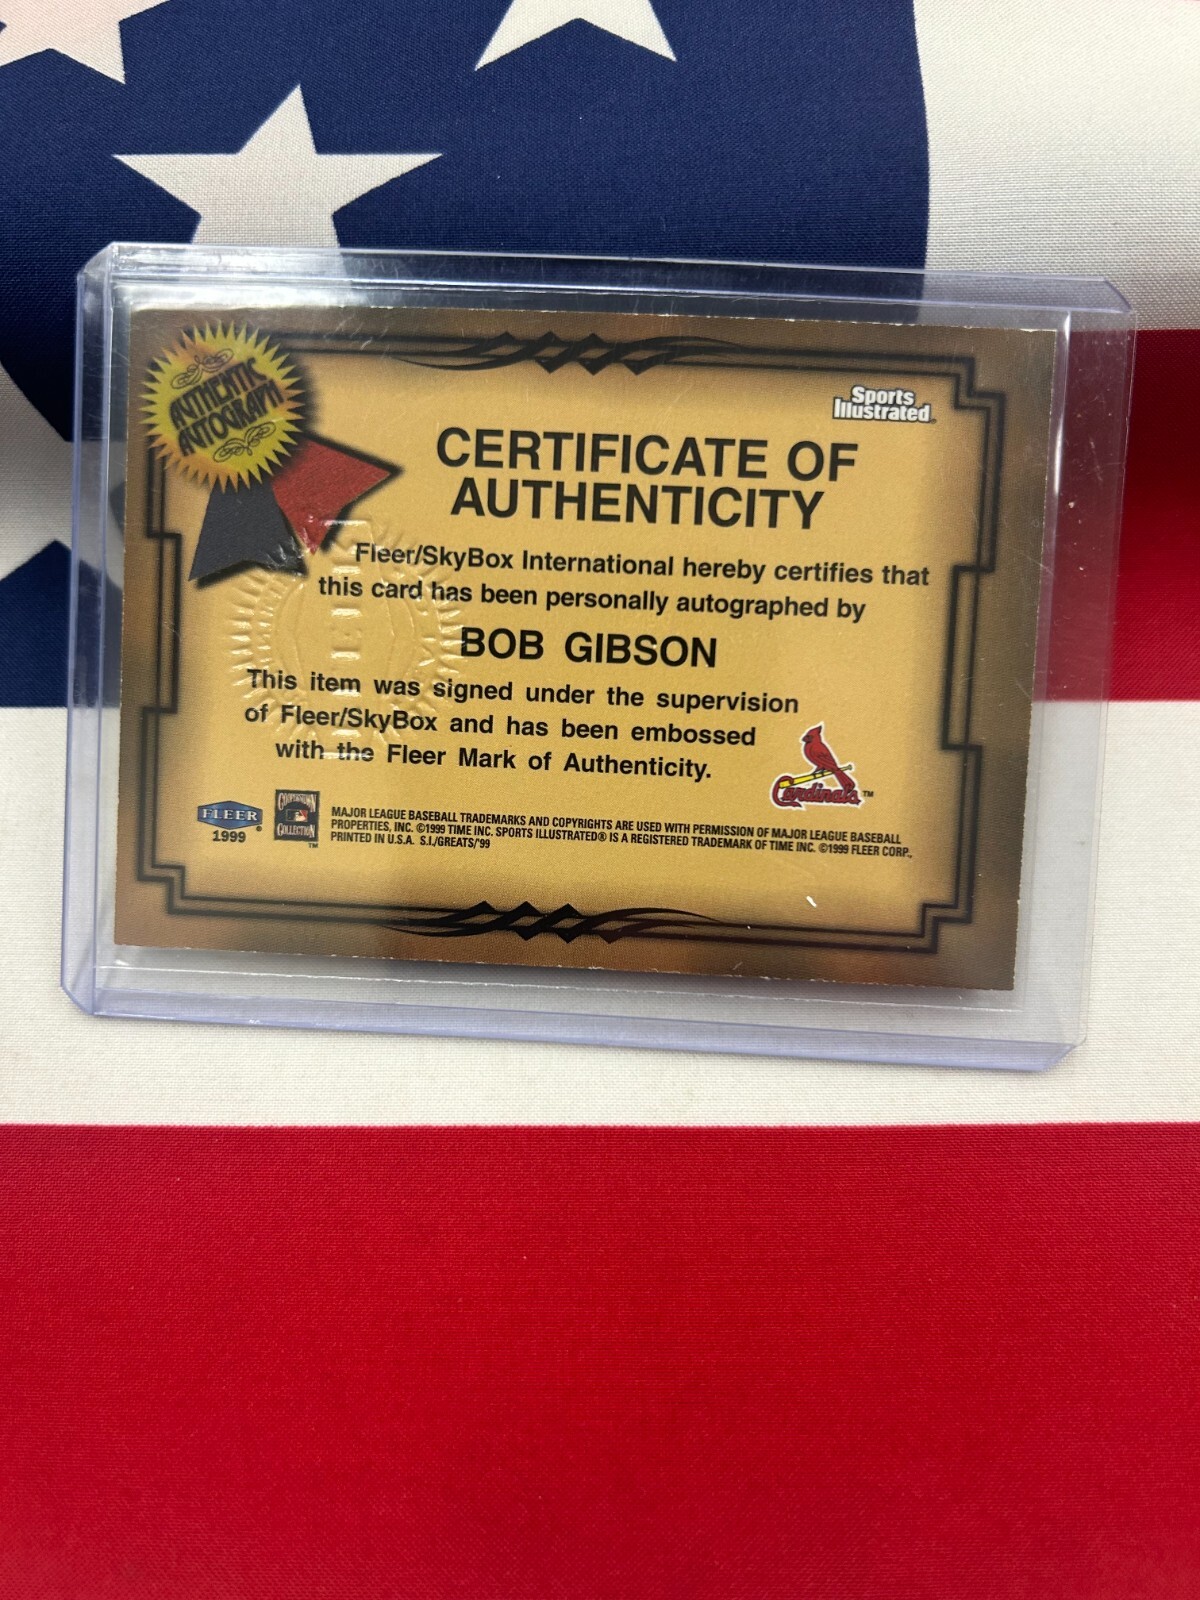 AUTHENTIC
AUTOGRAPH
Sports
Illustrated
CERTIFICATE OF
AUTHENTICITY
Fleer/SkyBox International hereby certifies that
this card has been personally autographed by
BOB GIBSON
This item was signed under the supervision
of Fleer/SkyBox and has been embossed
with the Fleer Mark of Authenticity.
Cardinals™
FLEER®
1999
COOPERSTOWN
COLLECTION
™
MAJOR LEAGUE BASEBALL TRADEMARKS AND COPYRIGHTS ARE USED WITH PERMISSION OF MAJOR LEAGUE BASEBALL
PROPERTIES, INC. ©1999 TIME INC. SPORTS ILLUSTRATED® IS A REGISTERED TRADEMARK OF TIME INC. ©1999 FLEER CORP.,
PRINTED IN U.S.A. S.I./GREATS/'99